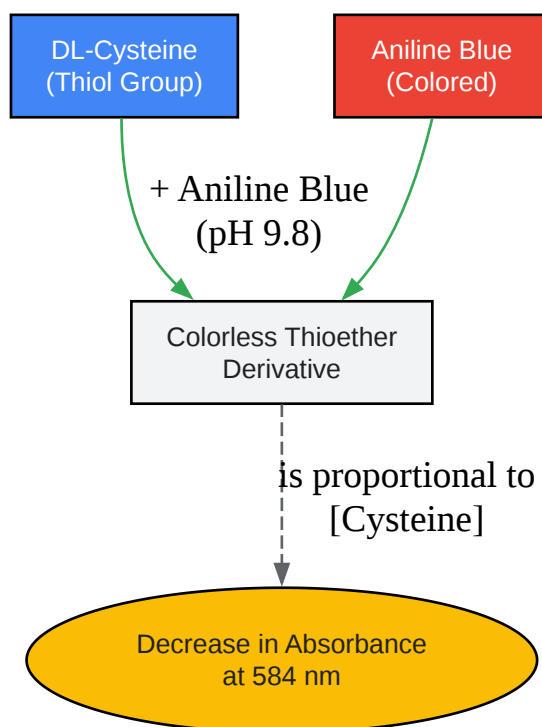 DL-Cysteine
(Thiol Group)
Aniline Blue
(Colored)
+ Aniline Blue
(pH 9.8)
Colorless Thioether
Derivative
is proportional to
[Cysteine]
Decrease in Absorbance
at 584 nm